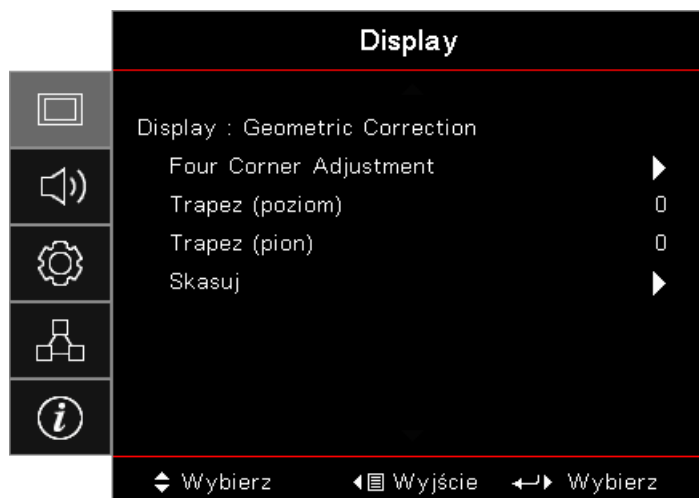 Display
Display : Geometric Correction
Four Corner Adjustment
Trapez (poziom) 0
Trapez (pion) 0
Skasuj
Wybierz Wyjście Wybierz